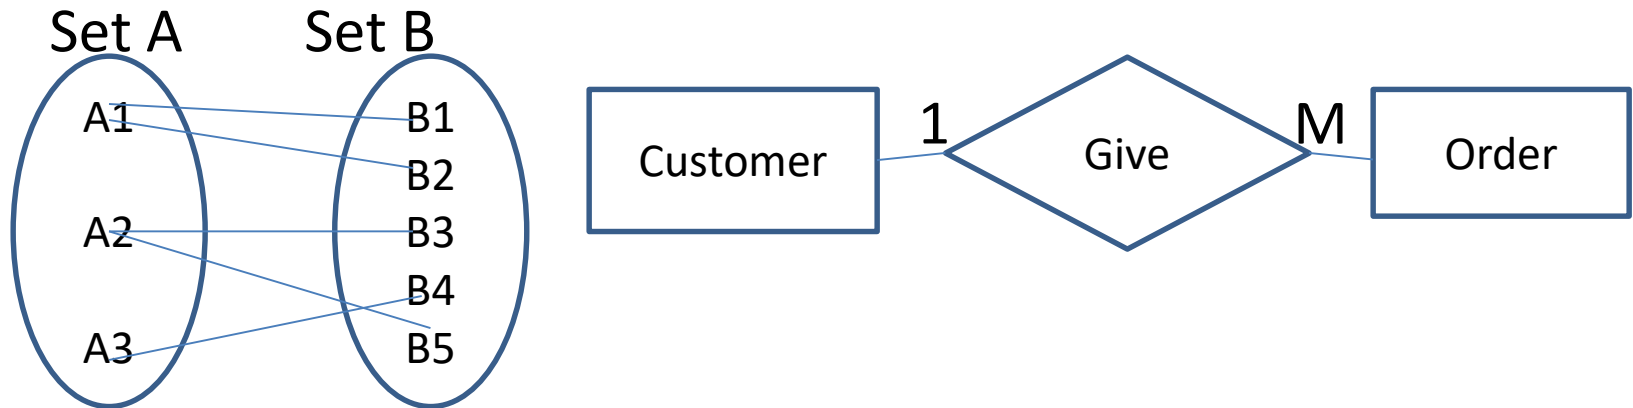 Set A
Set B
A1
A2
A3
B1
B2
B3
B4
B5
Customer
1
Give
M
Order